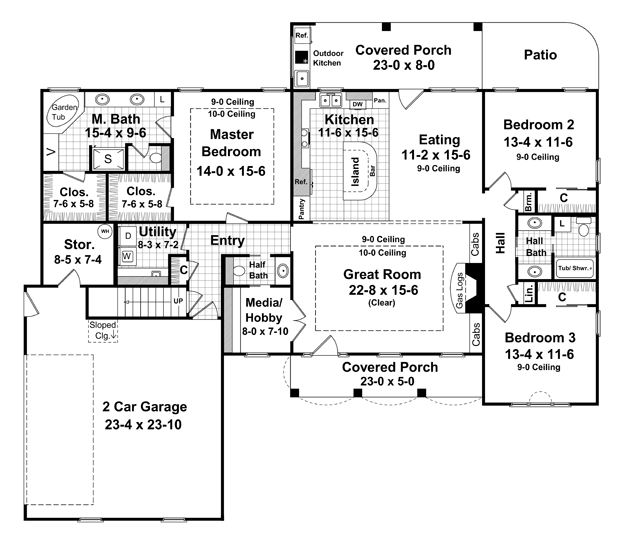 Ref.
Outdoor
Kitchen
Covered Porch
23-0 x 8-0
Patio
Garden
Tub
L
M. Bath
15-4 x 9-6
V
S
9-0 Ceiling
10-0 Ceiling
Master
Bedroom
14-0 x 15-6
DW
Pan.
Kitchen
11-6 x 15-6
Island
Bar
Ref.
Pantry
Eating
11-2 x 15-6
9-0 Ceiling
Bedroom 2
13-4 x 11-6
9-0 Ceiling
Clos.
7-6 x 5-8
Clos.
7-6 x 5-8
Brm.
C
Stor.
8-5 x 7-4
WH
D
W
Utility
8-3 x 7-2
C
Entry
Half
Bath
9-0 Ceiling
10-0 Ceiling
Great Room
22-8 x 15-6
(Clear)
Cabs
Gas Logs
Cabs
Hall
Hall
Bath
L
Tub/ Shwr.
Lin.
C
UP
Sloped
Clg.
Media/
Hobby
8-0 x 7-10
Bedroom 3
13-4 x 11-6
9-0 Ceiling
Covered Porch
23-0 x 5-0
2 Car Garage
23-4 x 23-10